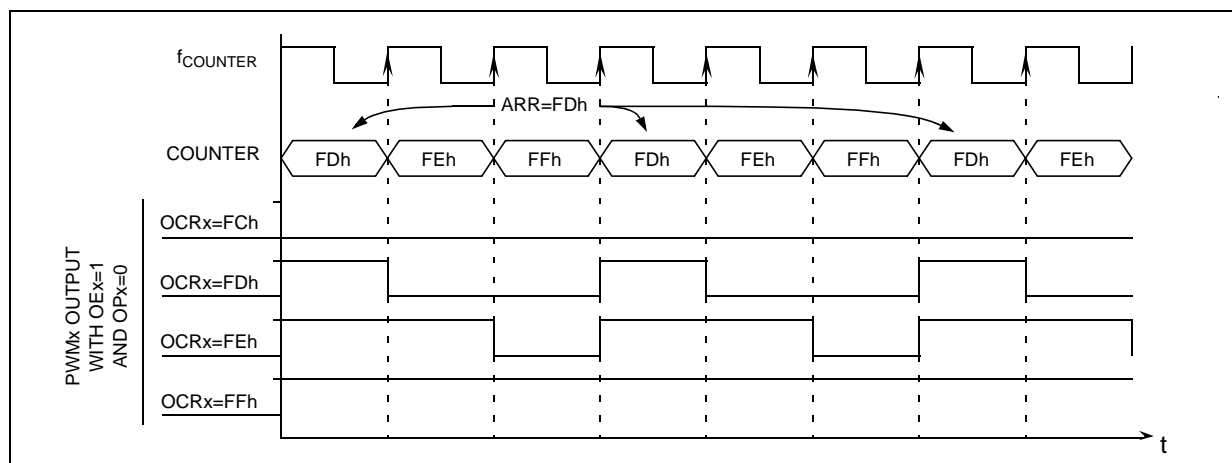 fCOUNTER
ARR=FDh
COUNTER
FDh FEh FFh FDh FEh FFh FDh FEh
PWMx OUTPUT
WITH OEx=1
AND OPx=0
OCRx=FCh
OCRx=FDh
OCRx=FEh
OCRx=FFh
t